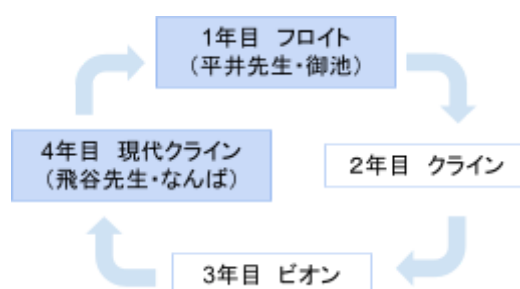 1年目 フロイト
(平井先生・御池)
2年目 クライン
3年目 ビオン
4年目 現代クライン
(飛谷先生・なんば)